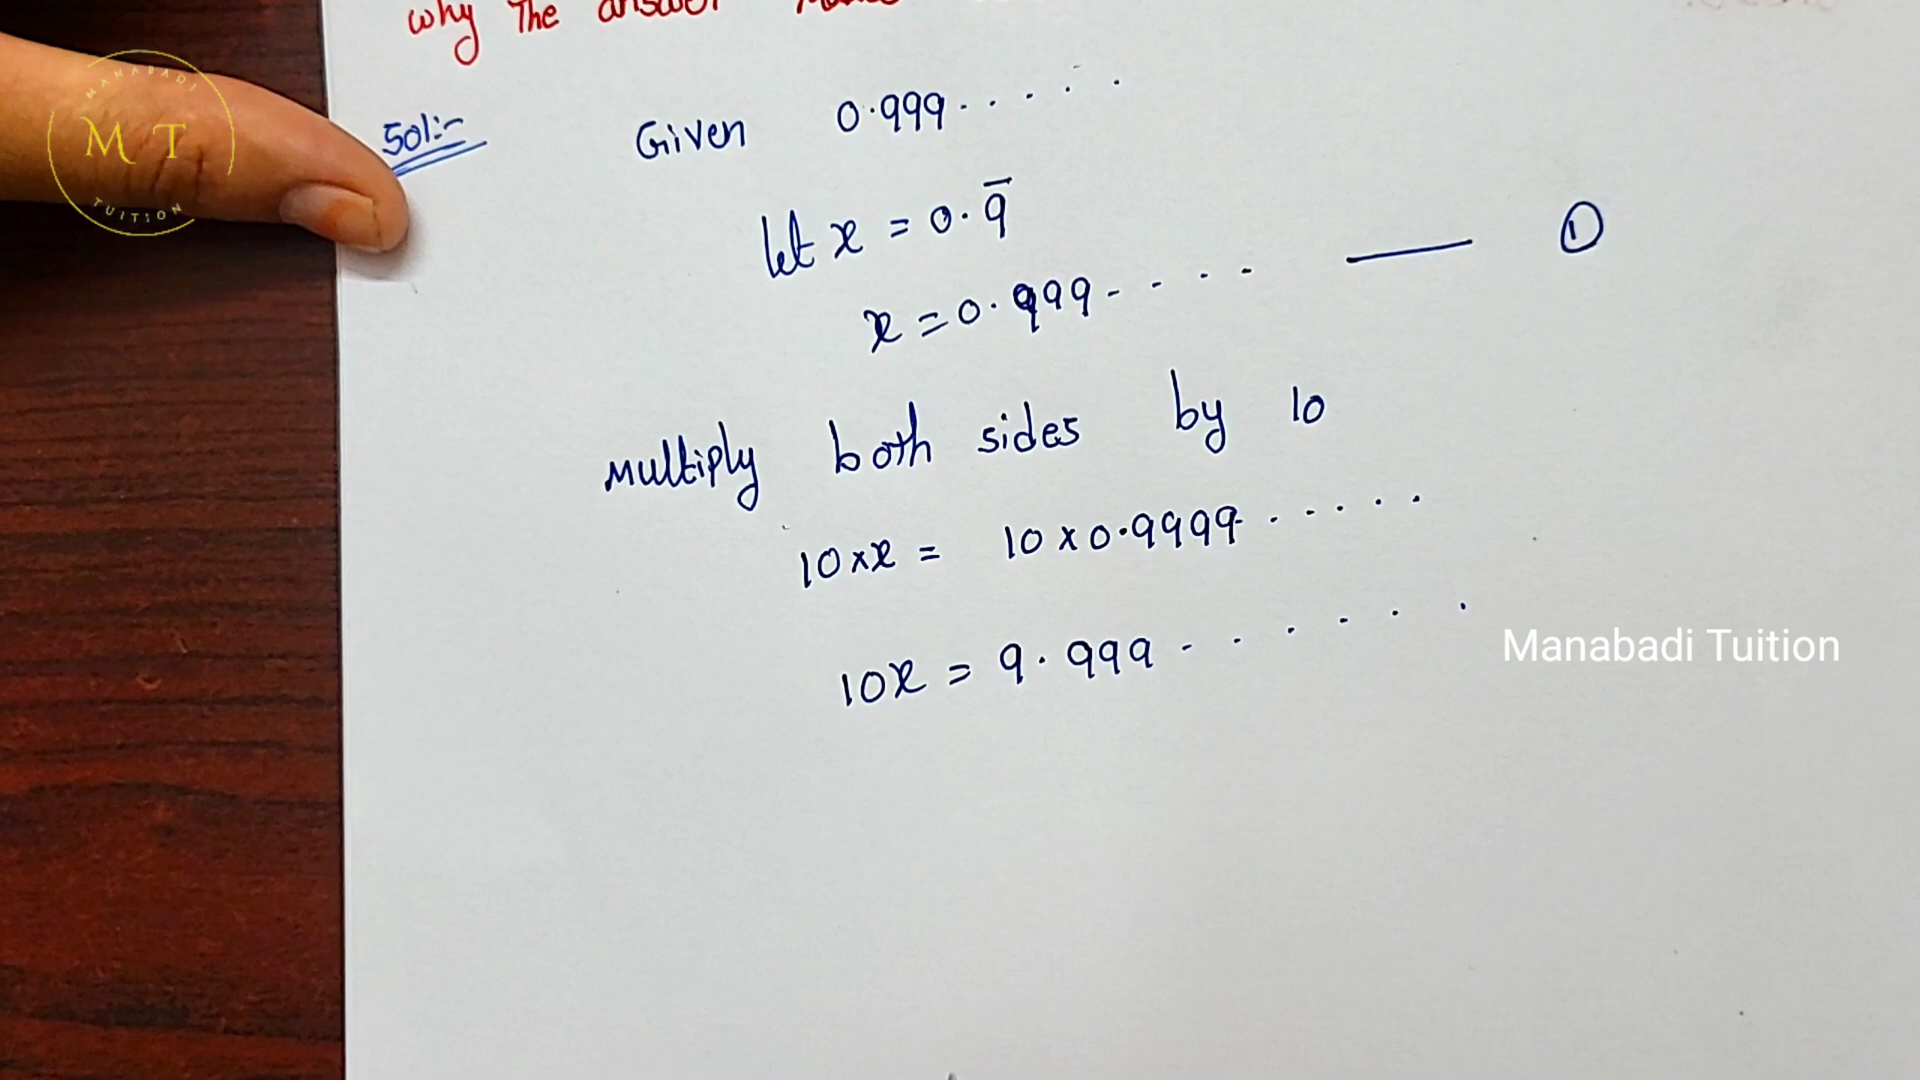 why The answer
Sol:-
Given 0.999.....
let x = 0.9̅
x = 0.999.... —— ①
Multiply both sides by 10
10×x = 10×0.9999.....
10x = 9.999......
MANABADI
M T
TUITION
Manabadi Tuition